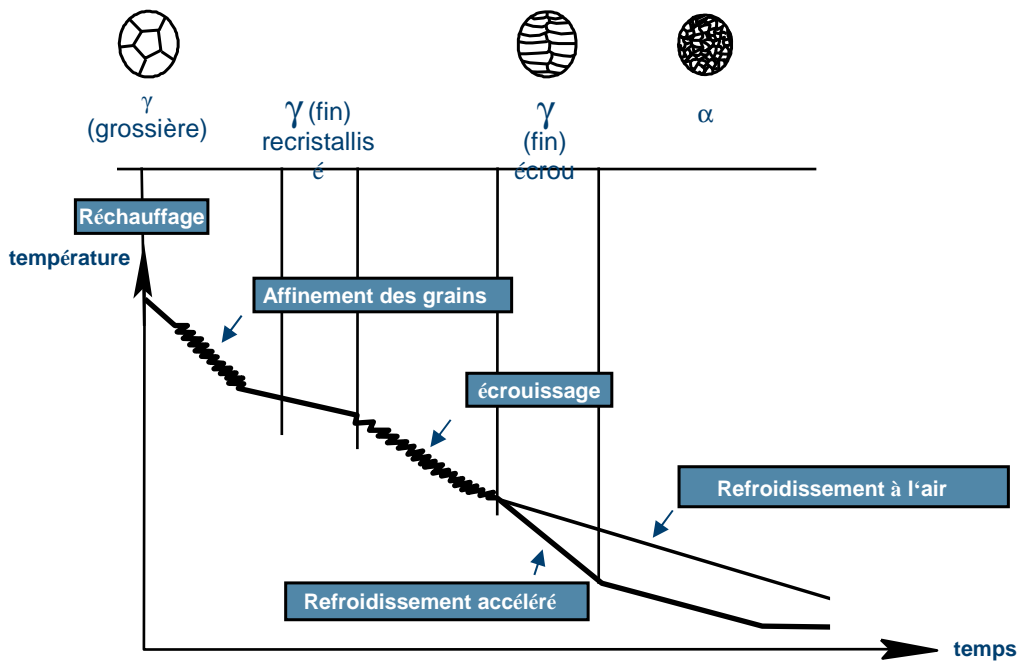 γ
(grossière)
γ (fin)
recristallis
é
γ
(fin)
écrou
α
Réchauffage
température
Affinement des grains
écrouissage
Refroidissement à l‘air
Refroidissement accéléré
temps